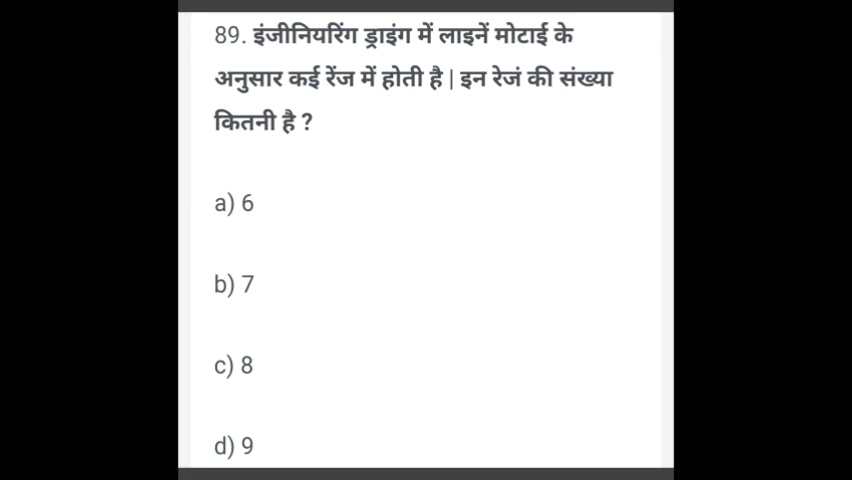 89. इंजीनियरिंग ड्राइंग में लाइनें मोटाई के
अनुसार कई रेंज में होती है | इन रेजं की संख्या
कितनी है ?
a) 6
b) 7
c) 8
d) 9